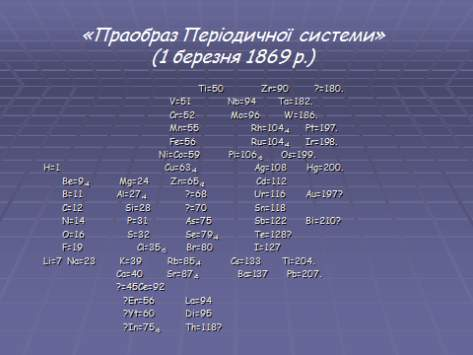 «Праобраз Періодичної системи»
(1 березня 1869 р.)
Ti=50 Zr=90 ?=180.
V=51 Nb=94 Ta=182.
Cr=52 Mo=96 W=186.
Mn=55 Rh=104,4 Pt=197,
Fe=56 Ru=104,4 Ir=198.
Ni=Co=59 Pl=106,6 Os=199.
H=1 Cu=63,4 Ag=108 Hg=200.
Be=9,4 Mg=24 Zn=65,2 Cd=112
B=11 Al=27,4 ?=68 Ur=116 Au=197?
C=12 Si=28 ?=70 Sn=118
N=14 P=31 As=75 Sb=122 Bi=210?
O=16 S=32 Se=79,4 Te=128?
F=19 Cl=35,5 Br=80 I=127
Li=7 Na=23 K=39 Rb=85,4 Cs=133 Tl=204.
Ca=40 Sr=87,6 Ba=137 Pb=207.
?=45Ce=92
?Er=56 La=94
?Yt=60 Di=95
?In=75,6 Th=118?